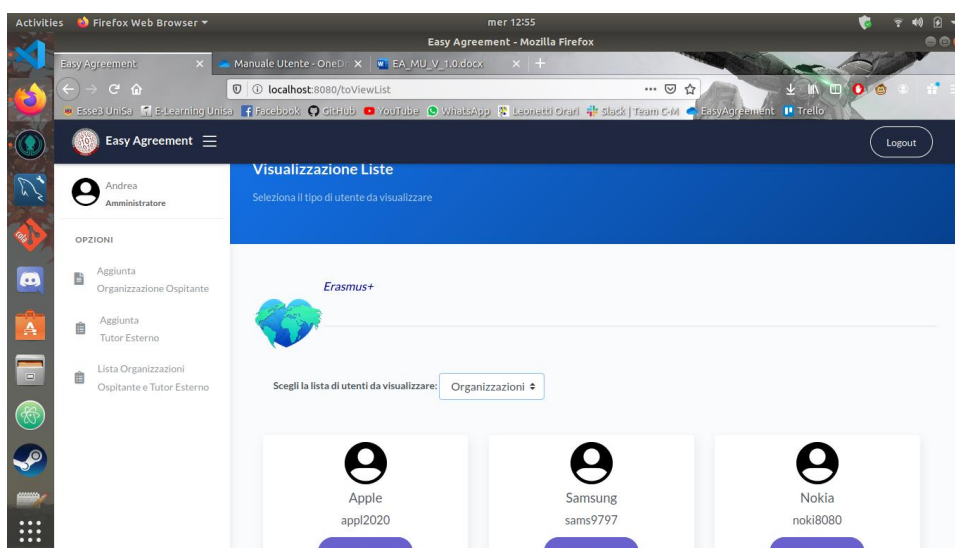 Activities Firefox Web Browser mer 12:55
Easy Agreement - Mozilla Firefox
Easy Agreement Manuale Utente - OneD EA_MU_V_1.0.docx
localhost:8080/toViewList
Esse3 UniSa E-Learning Unisa Facebook GitHub YouTube WhatsApp Leonetti Orari Slack | Team C-M EasyAgreement Trello
Easy Agreement Logout
Andrea
Amministratore
OPZIONI
Aggiunta
Organizzazione Ospitante
Aggiunta
Tutor Esterno
Lista Organizzazioni
Ospitante e Tutor Esterno
Visualizzazione Liste
Seleziona il tipo di utente da visualizzare
Erasmus+
Scegli la lista di utenti da visualizzare: Organizzazioni
Apple Samsung Nokia
appl2020 sams9797 noki8080